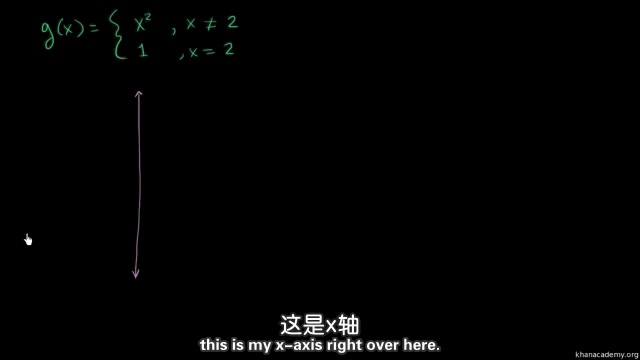 g(x) = { x² , x ≠ 2
1 , x = 2
这是x轴
this is my x-axis right over here.
khanacademy.org